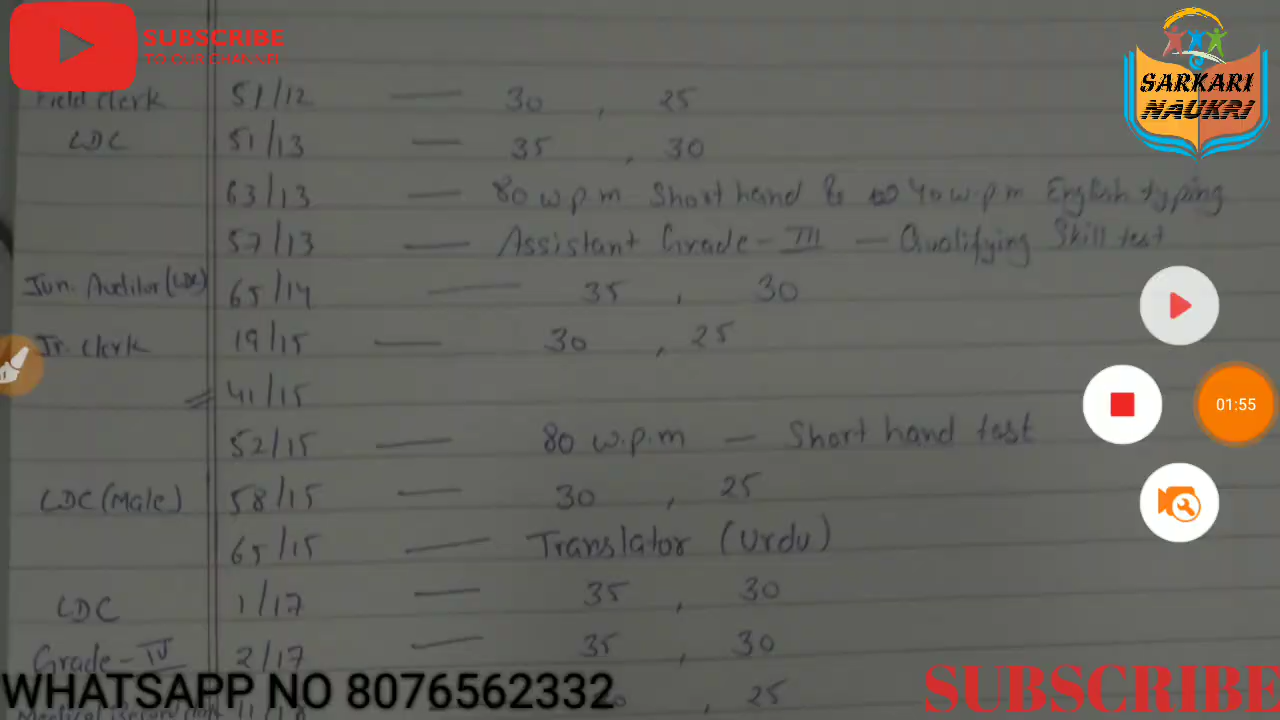 SUBSCRIBE
TO OUR CHANNEL
SARKARI
NAUKRI
Field Clerk 51/12 — 30 , 25
LDC 51/13 — 35 , 30
63/13 — 80 w.p.m Short hand & 40 w.p.m English typing
57/13 — Assistant Grade-III — Qualifying Skill test
Jun. Auditor (LDC) 65/14 — 35 , 30
Jr. Clerk 19/15 — 30 , 25
41/15
01:55
52/15 — 80 w.p.m — Short hand test
LDC (Male) 58/15 — 30 , 25
65/15 — Translator (Urdu)
LDC 1/17 — 35 , 30
Grade-IV 2/17 — 35 , 30
WHATSAPP NO 8076562332
SUBSCRIBE
, 25